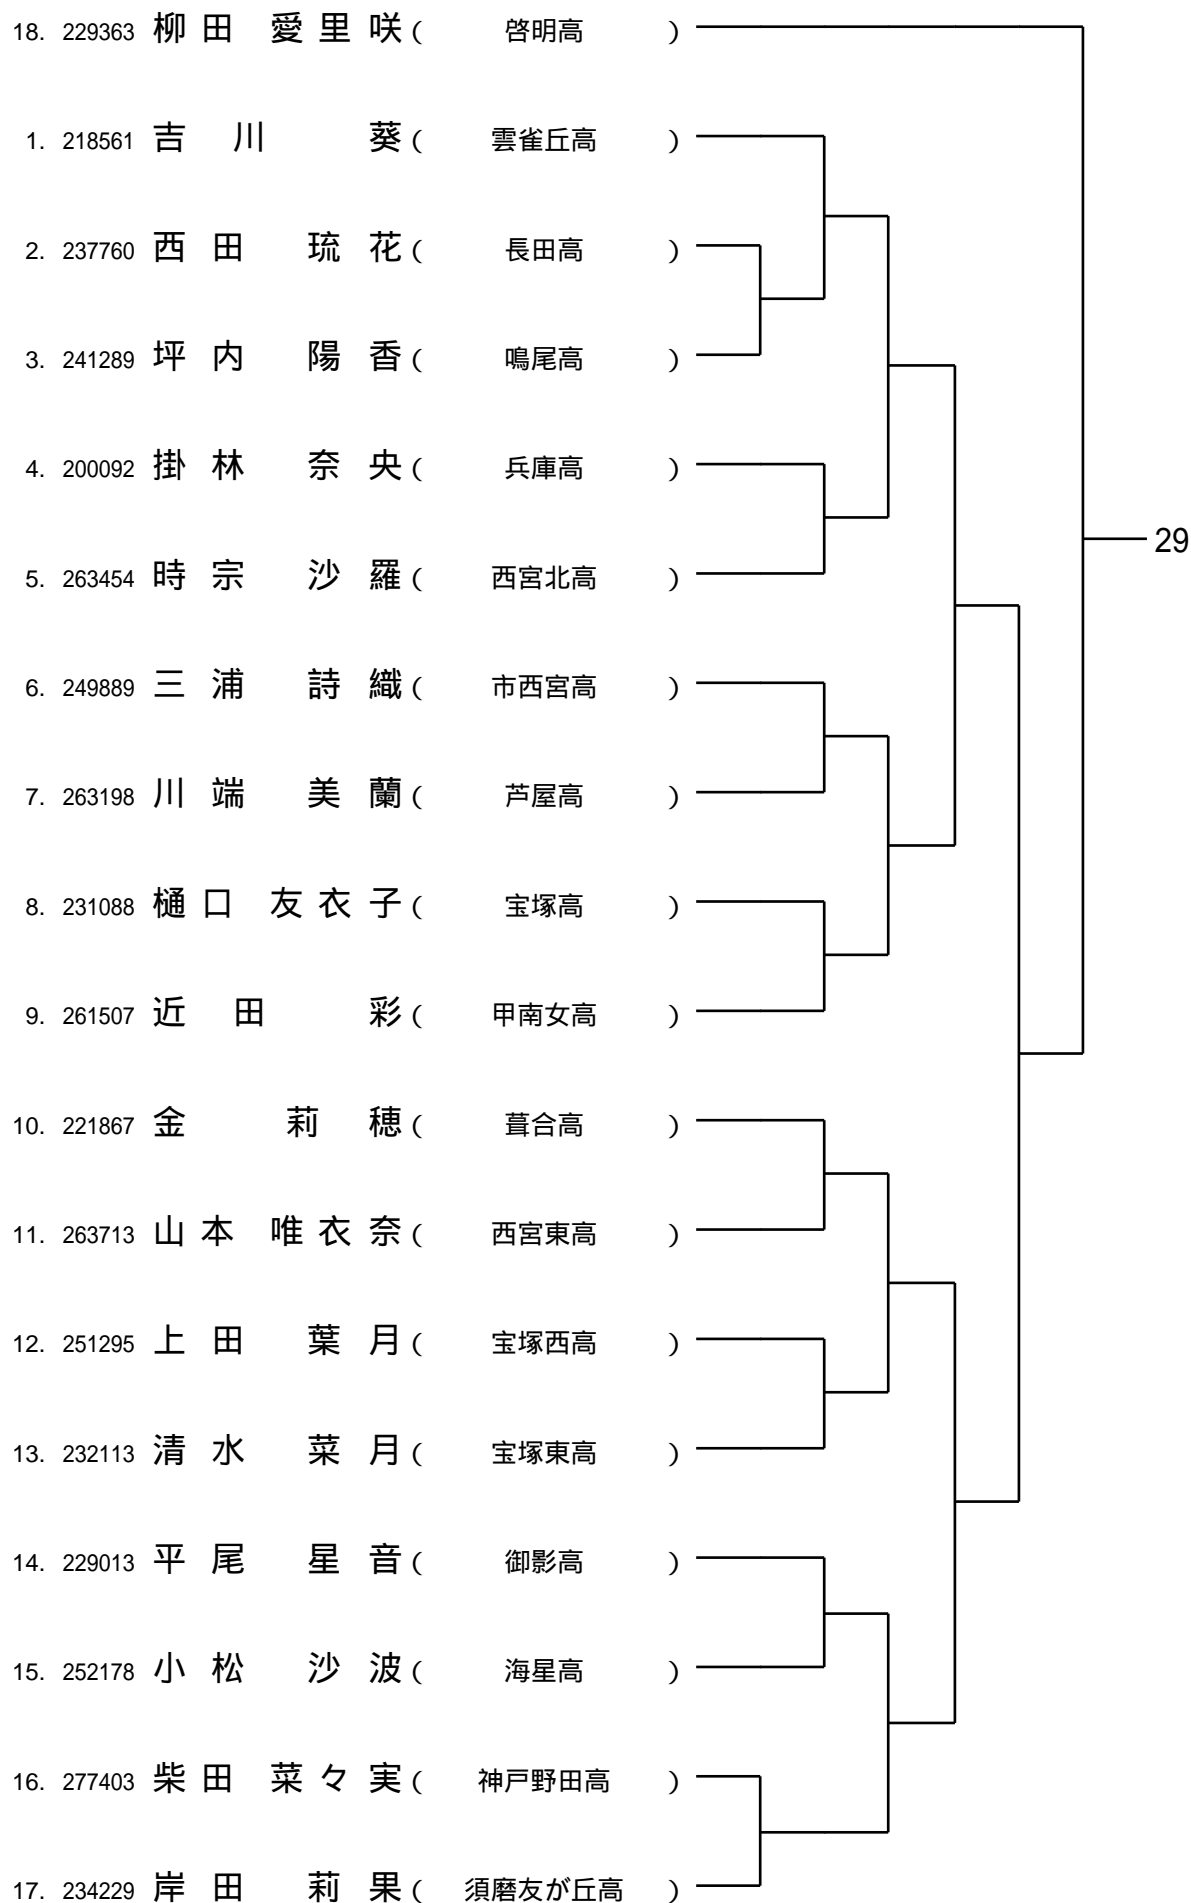 18. 229363 柳田 愛里咲 ( 啓明高 )
1. 218561 吉川 葵 ( 雲雀丘高 )
2. 237760 西田 琉花 ( 長田高 )
3. 241289 坪内 陽香 ( 鳴尾高 )
4. 200092 掛林 奈央 ( 兵庫高 )
29
5. 263454 時宗 沙羅 ( 西宮北高 )
6. 249889 三浦 詩織 ( 市西宮高 )
7. 263198 川端 美蘭 ( 芦屋高 )
8. 231088 樋口 友衣子 ( 宝塚高 )
9. 261507 近田 彩 ( 甲南女高 )
10. 221867 金 莉穂 ( 葺合高 )
11. 263713 山本 唯衣奈 ( 西宮東高 )
12. 251295 上田 葉月 ( 宝塚西高 )
13. 232113 清水 菜月 ( 宝塚東高 )
14. 229013 平尾 星音 ( 御影高 )
15. 252178 小松 沙波 ( 海星高 )
16. 277403 柴田 菜々実 ( 神戸野田高 )
17. 234229 岸田 莉果 ( 須磨友が丘高 )